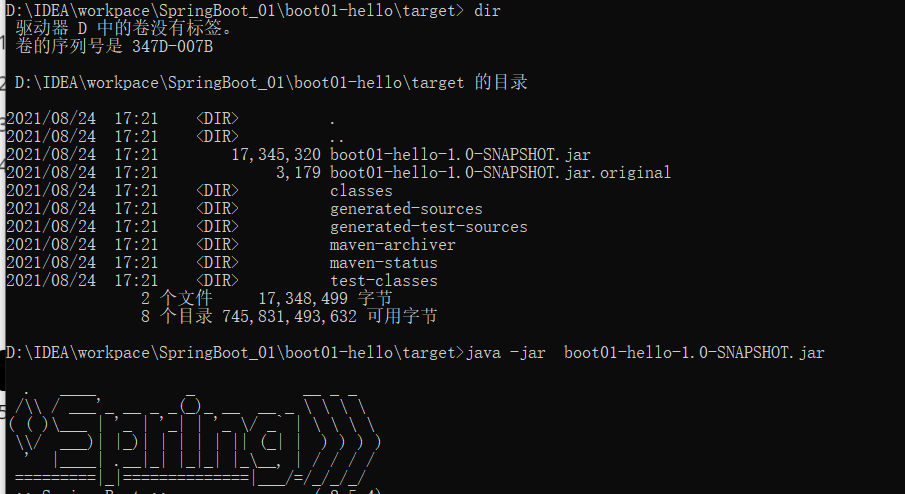 D:\IDEA\workpace\SpringBoot_01\boot01-hello\target> dir
驱动器 D 中的卷没有标签。
卷的序列号是 347D-007B
D:\IDEA\workpace\SpringBoot_01\boot01-hello\target 的目录
2021/08/24  17:21    <DIR>          .
2021/08/24  17:21    <DIR>          ..
2021/08/24  17:21        17,345,320 boot01-hello-1.0-SNAPSHOT.jar
2021/08/24  17:21             3,179 boot01-hello-1.0-SNAPSHOT.jar.original
2021/08/24  17:21    <DIR>          classes
2021/08/24  17:21    <DIR>          generated-sources
2021/08/24  17:21    <DIR>          generated-test-sources
2021/08/24  17:21    <DIR>          maven-archiver
2021/08/24  17:21    <DIR>          maven-status
2021/08/24  17:21    <DIR>          test-classes
2 个文件     17,348,499 字节
8 个目录 745,831,493,632 可用字节
D:\IDEA\workpace\SpringBoot_01\boot01-hello\target>java -jar  boot01-hello-1.0-SNAPSHOT.jar
Spring